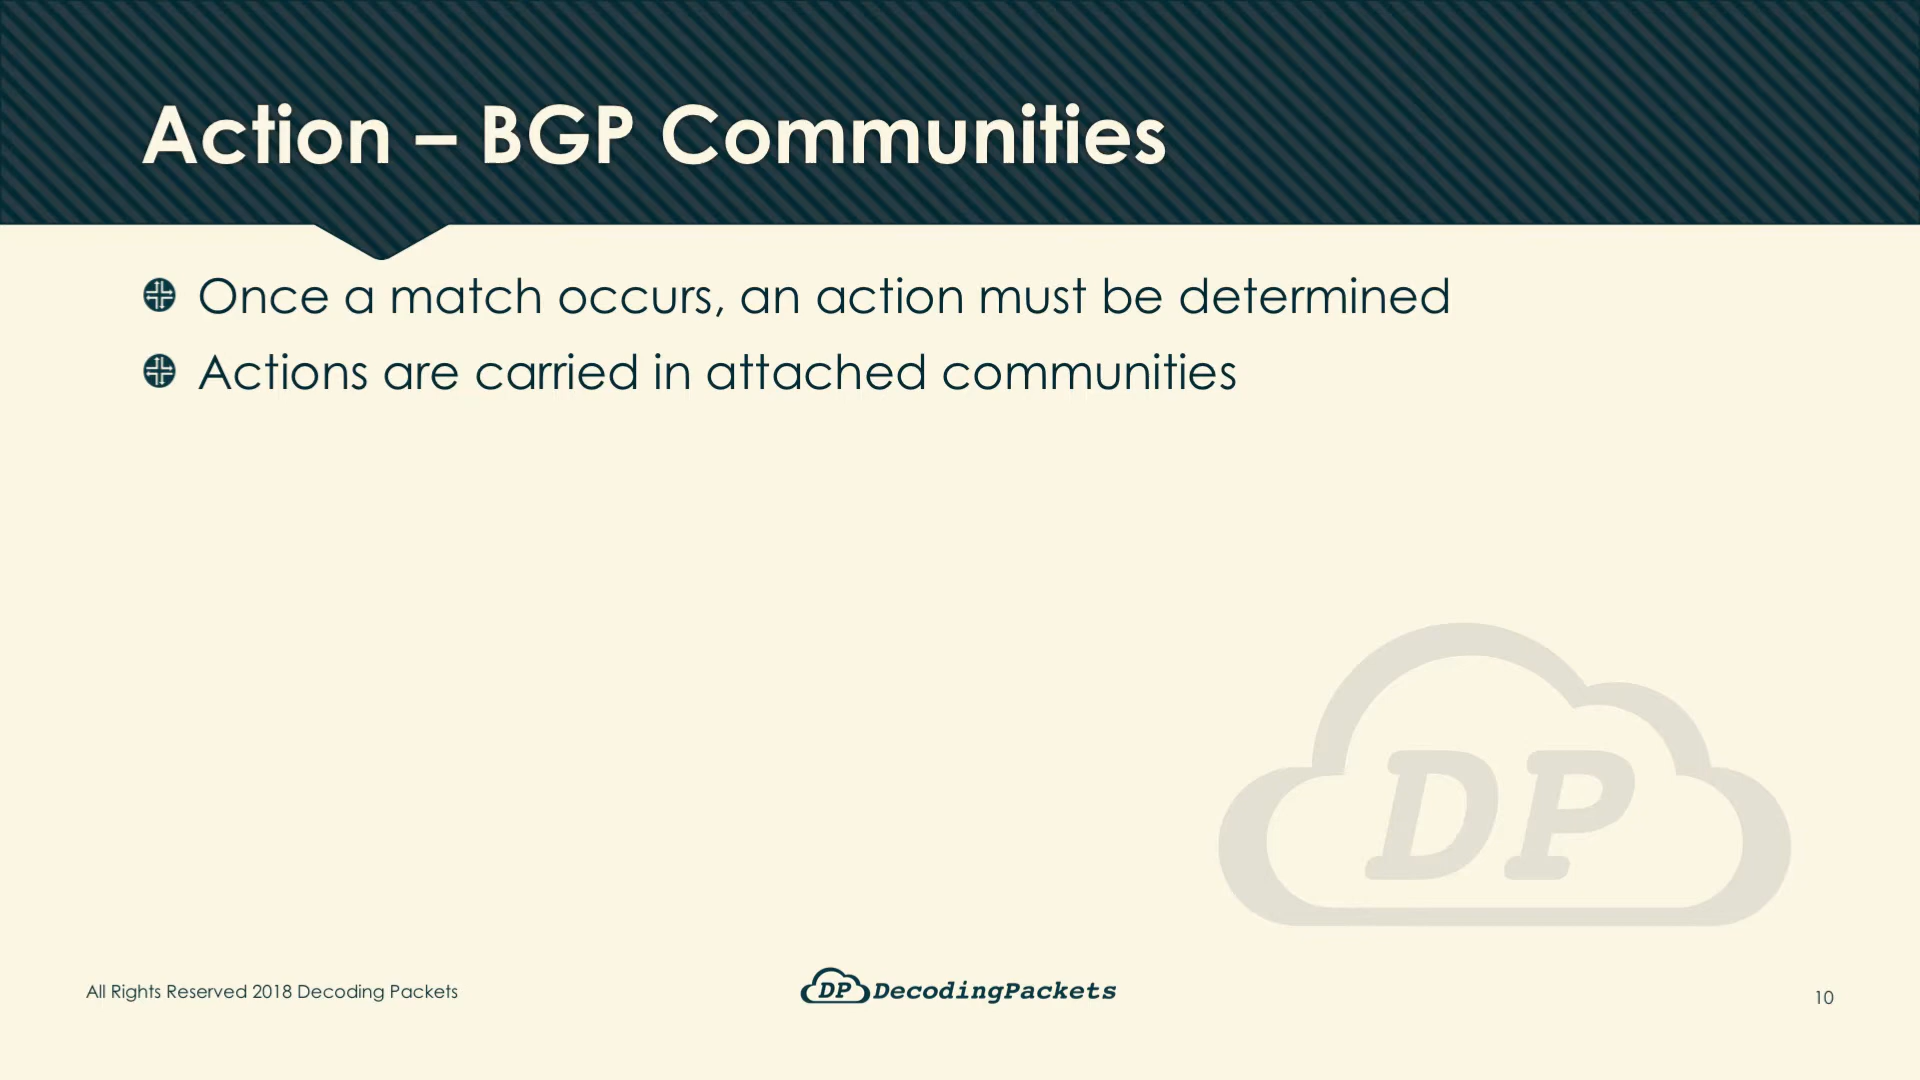 Action – BGP Communities
Once a match occurs, an action must be determined
Actions are carried in attached communities
DP
All Rights Reserved 2018 Decoding Packets
DP DecodingPackets
10